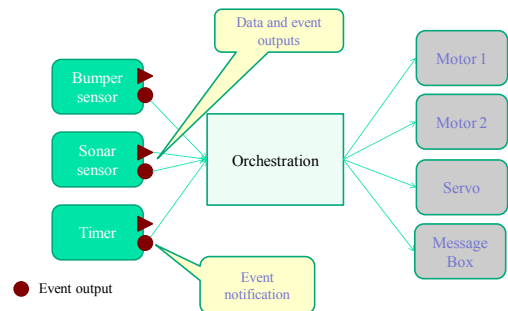 Data and event
outputs
Bumper
sensor
Sonar
sensor
Timer
Orchestration
Motor 1
Motor 2
Servo
Message
Box
Event
notification
Event output